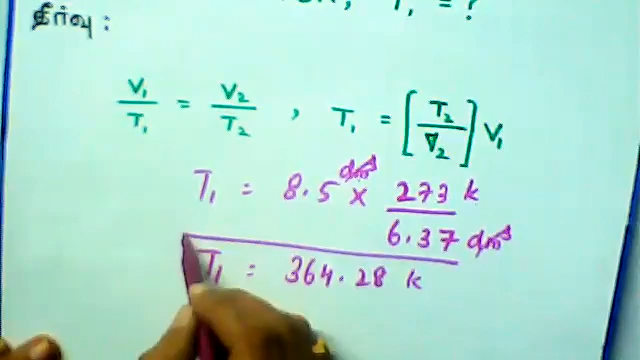 T₁ = ?
தீர்வு :
V₁/T₁ = V₂/T₂ , T₁ = [T₂/V₂] V₁
T₁ = 8.5 dm³ × 273 k / 6.37 dm³
T₁ = 364.28 k